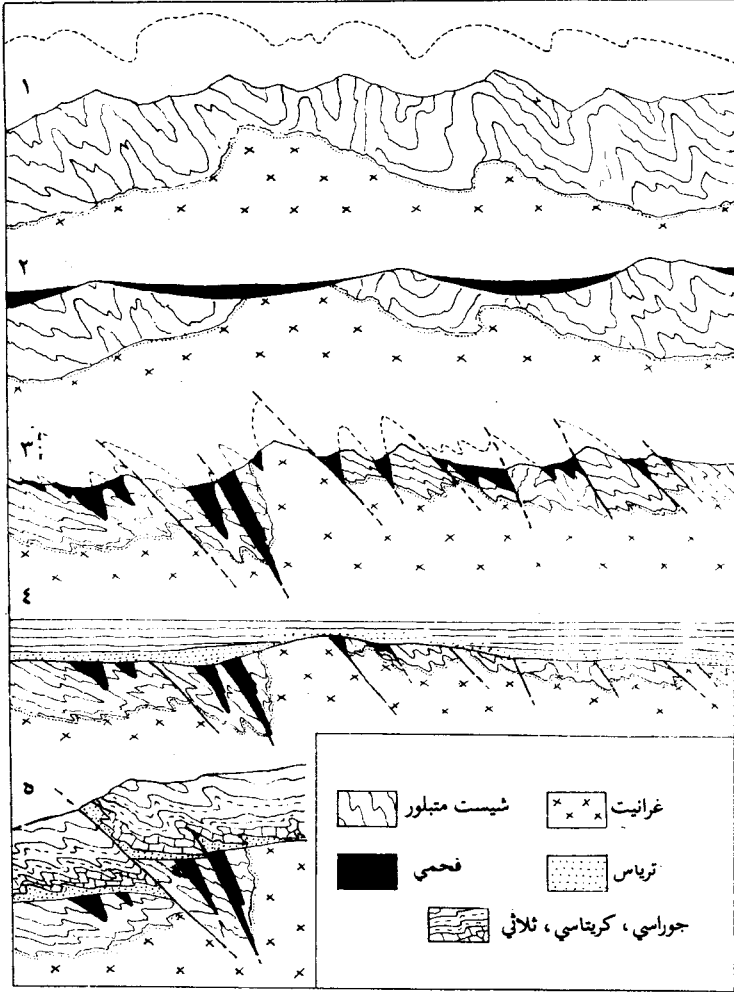 ١
٢
٣
٤
٥
شيست متبلور
غرانيت
فحمي
ترياس
جوراسي ، كريتاسي ، ثلاثي